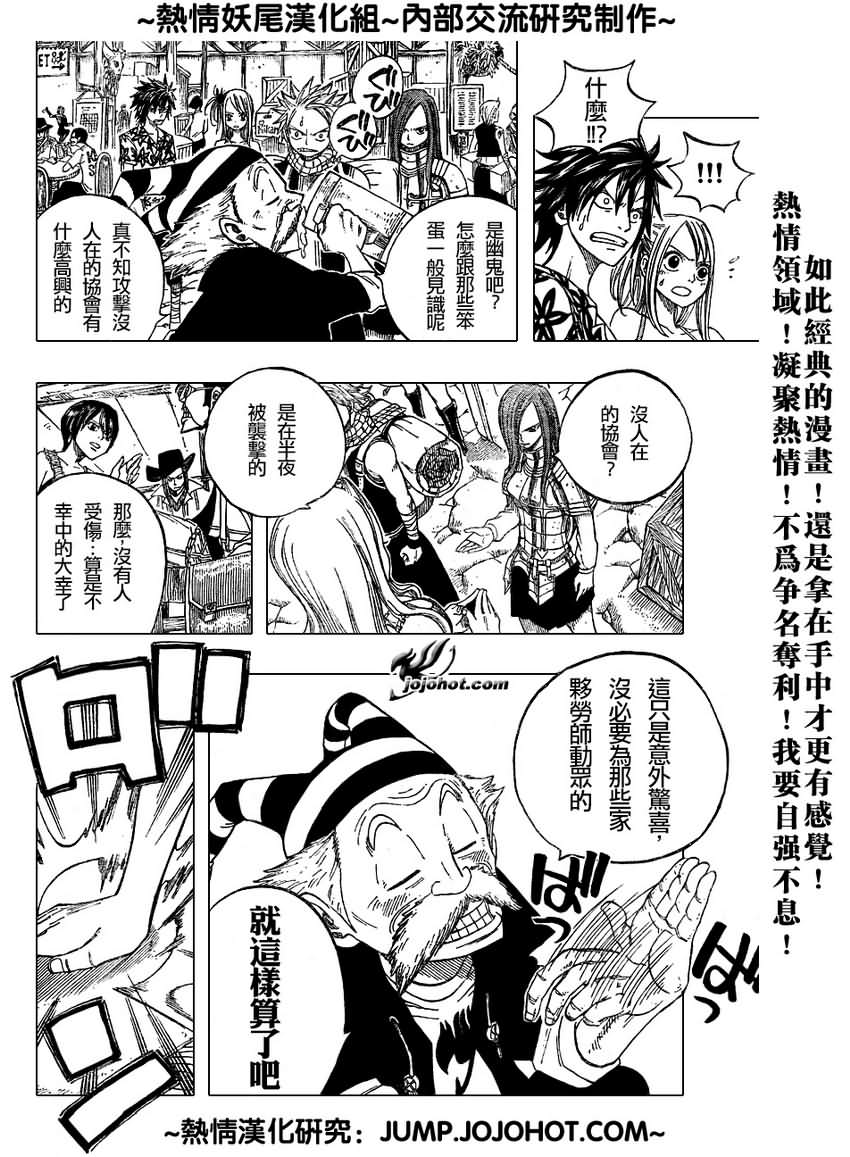 ~熱情妖尾漢化組~內部交流研究制作~
什麼!!?
!!!
ぐび
ぐび
是幽鬼吧?
怎麼跟那些笨
蛋一般見識呢
真不知攻擊沒
人在的協會有
什麼高興的
沒人在
的協會?
是在半夜
被襲擊的
那麼,沒有人
受傷…算是不
幸中的大幸了
jojohot.com
這只是意外驚喜,
沒必要為那些家
夥勞師動眾的
ばっ
ばっ
就這樣算了吧
如此經典的漫畫!還是拿在手中才更有感覺!
熱情領域!凝聚熱情!不爲争名奪利!我要自强不息!
~熱情漢化研究:JUMP.JOJOHOT.COM~